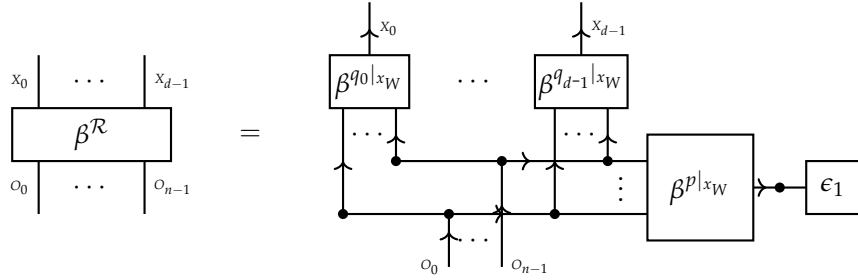 X_0 ⋯ X_{d−1}
β^ℛ
O_0 ⋯ O_{n−1}
=
X_0 X_{d−1}
β^{q_0|x_W} ⋯ β^{q_{d−1}|x_W}
⋯ ⋯
β^{p|x_W} ϵ_1
⋮
⋯
O_0 O_{n−1}